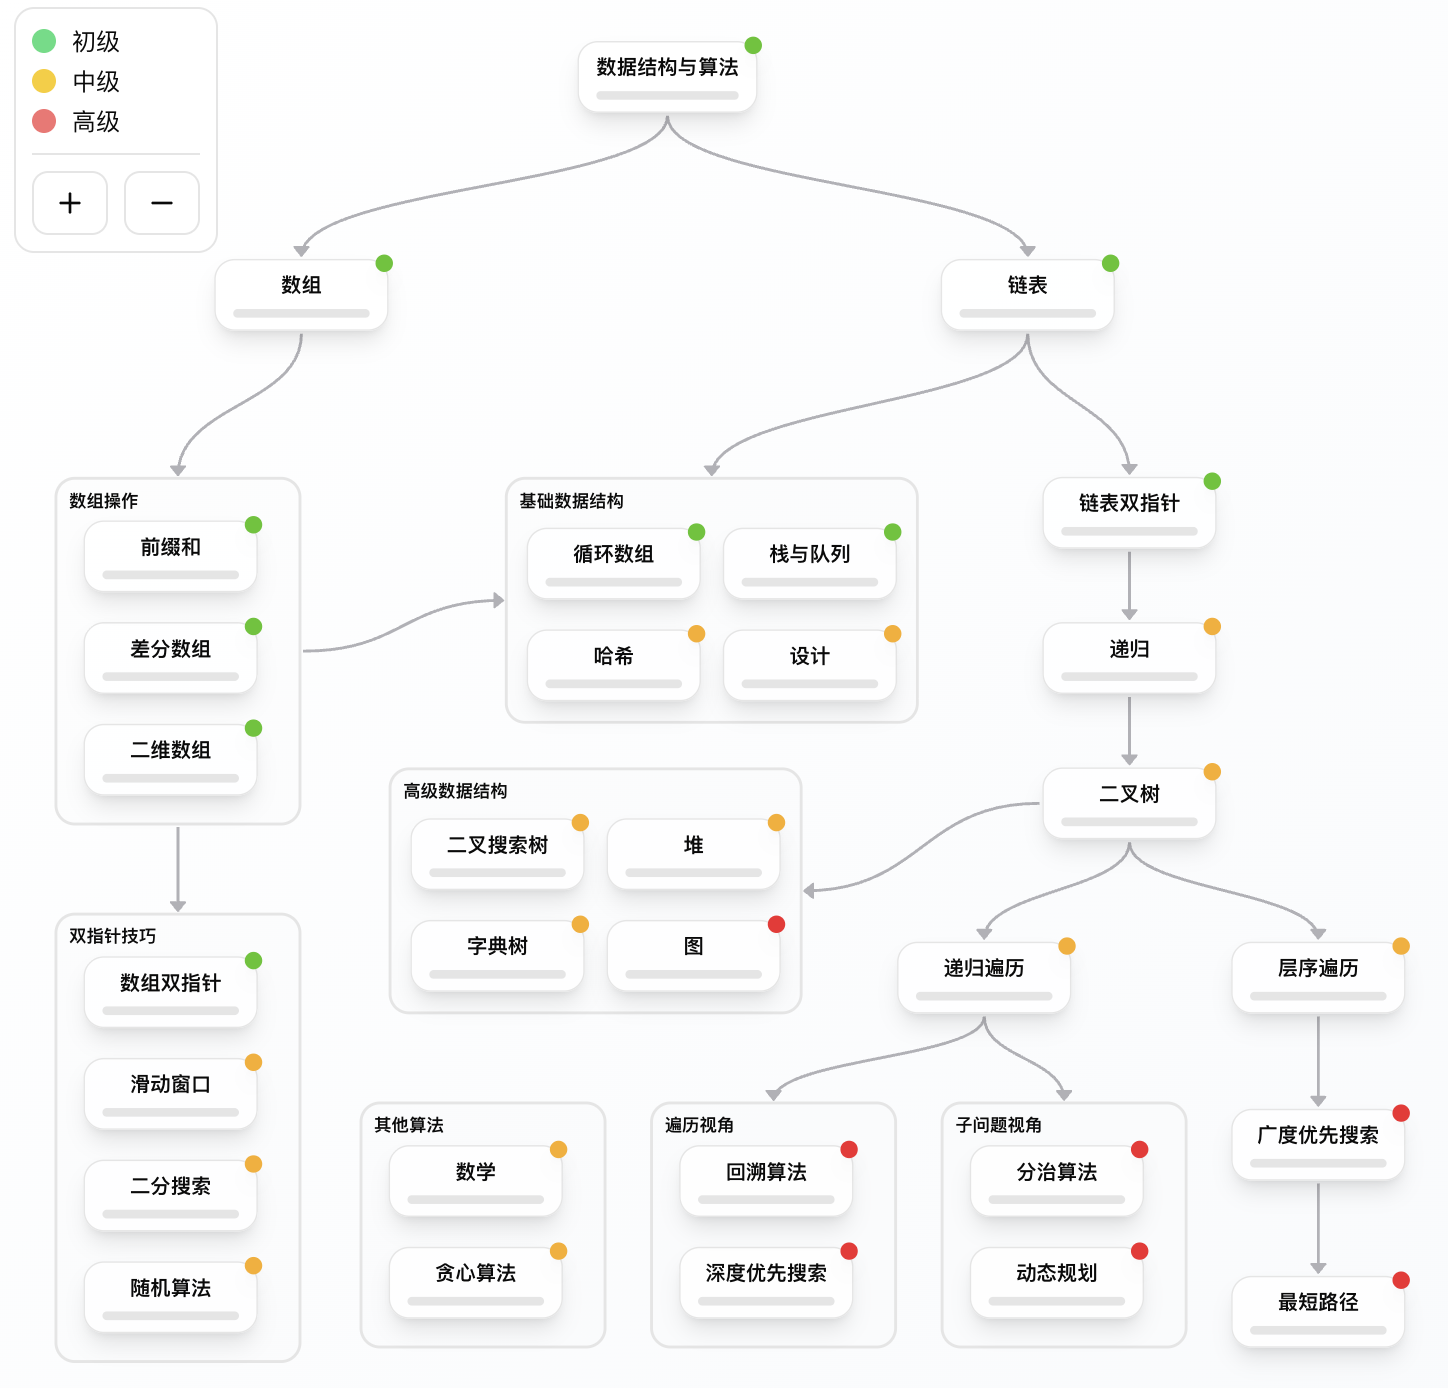 初级
中级
高级
+
−
数据结构与算法
数组
链表
数组操作
前缀和
差分数组
二维数组
基础数据结构
循环数组
栈与队列
哈希
设计
链表双指针
递归
二叉树
高级数据结构
二叉搜索树
堆
字典树
图
双指针技巧
数组双指针
滑动窗口
二分搜索
随机算法
递归遍历
层序遍历
其他算法
数学
贪心算法
遍历视角
回溯算法
深度优先搜索
子问题视角
分治算法
动态规划
广度优先搜索
最短路径